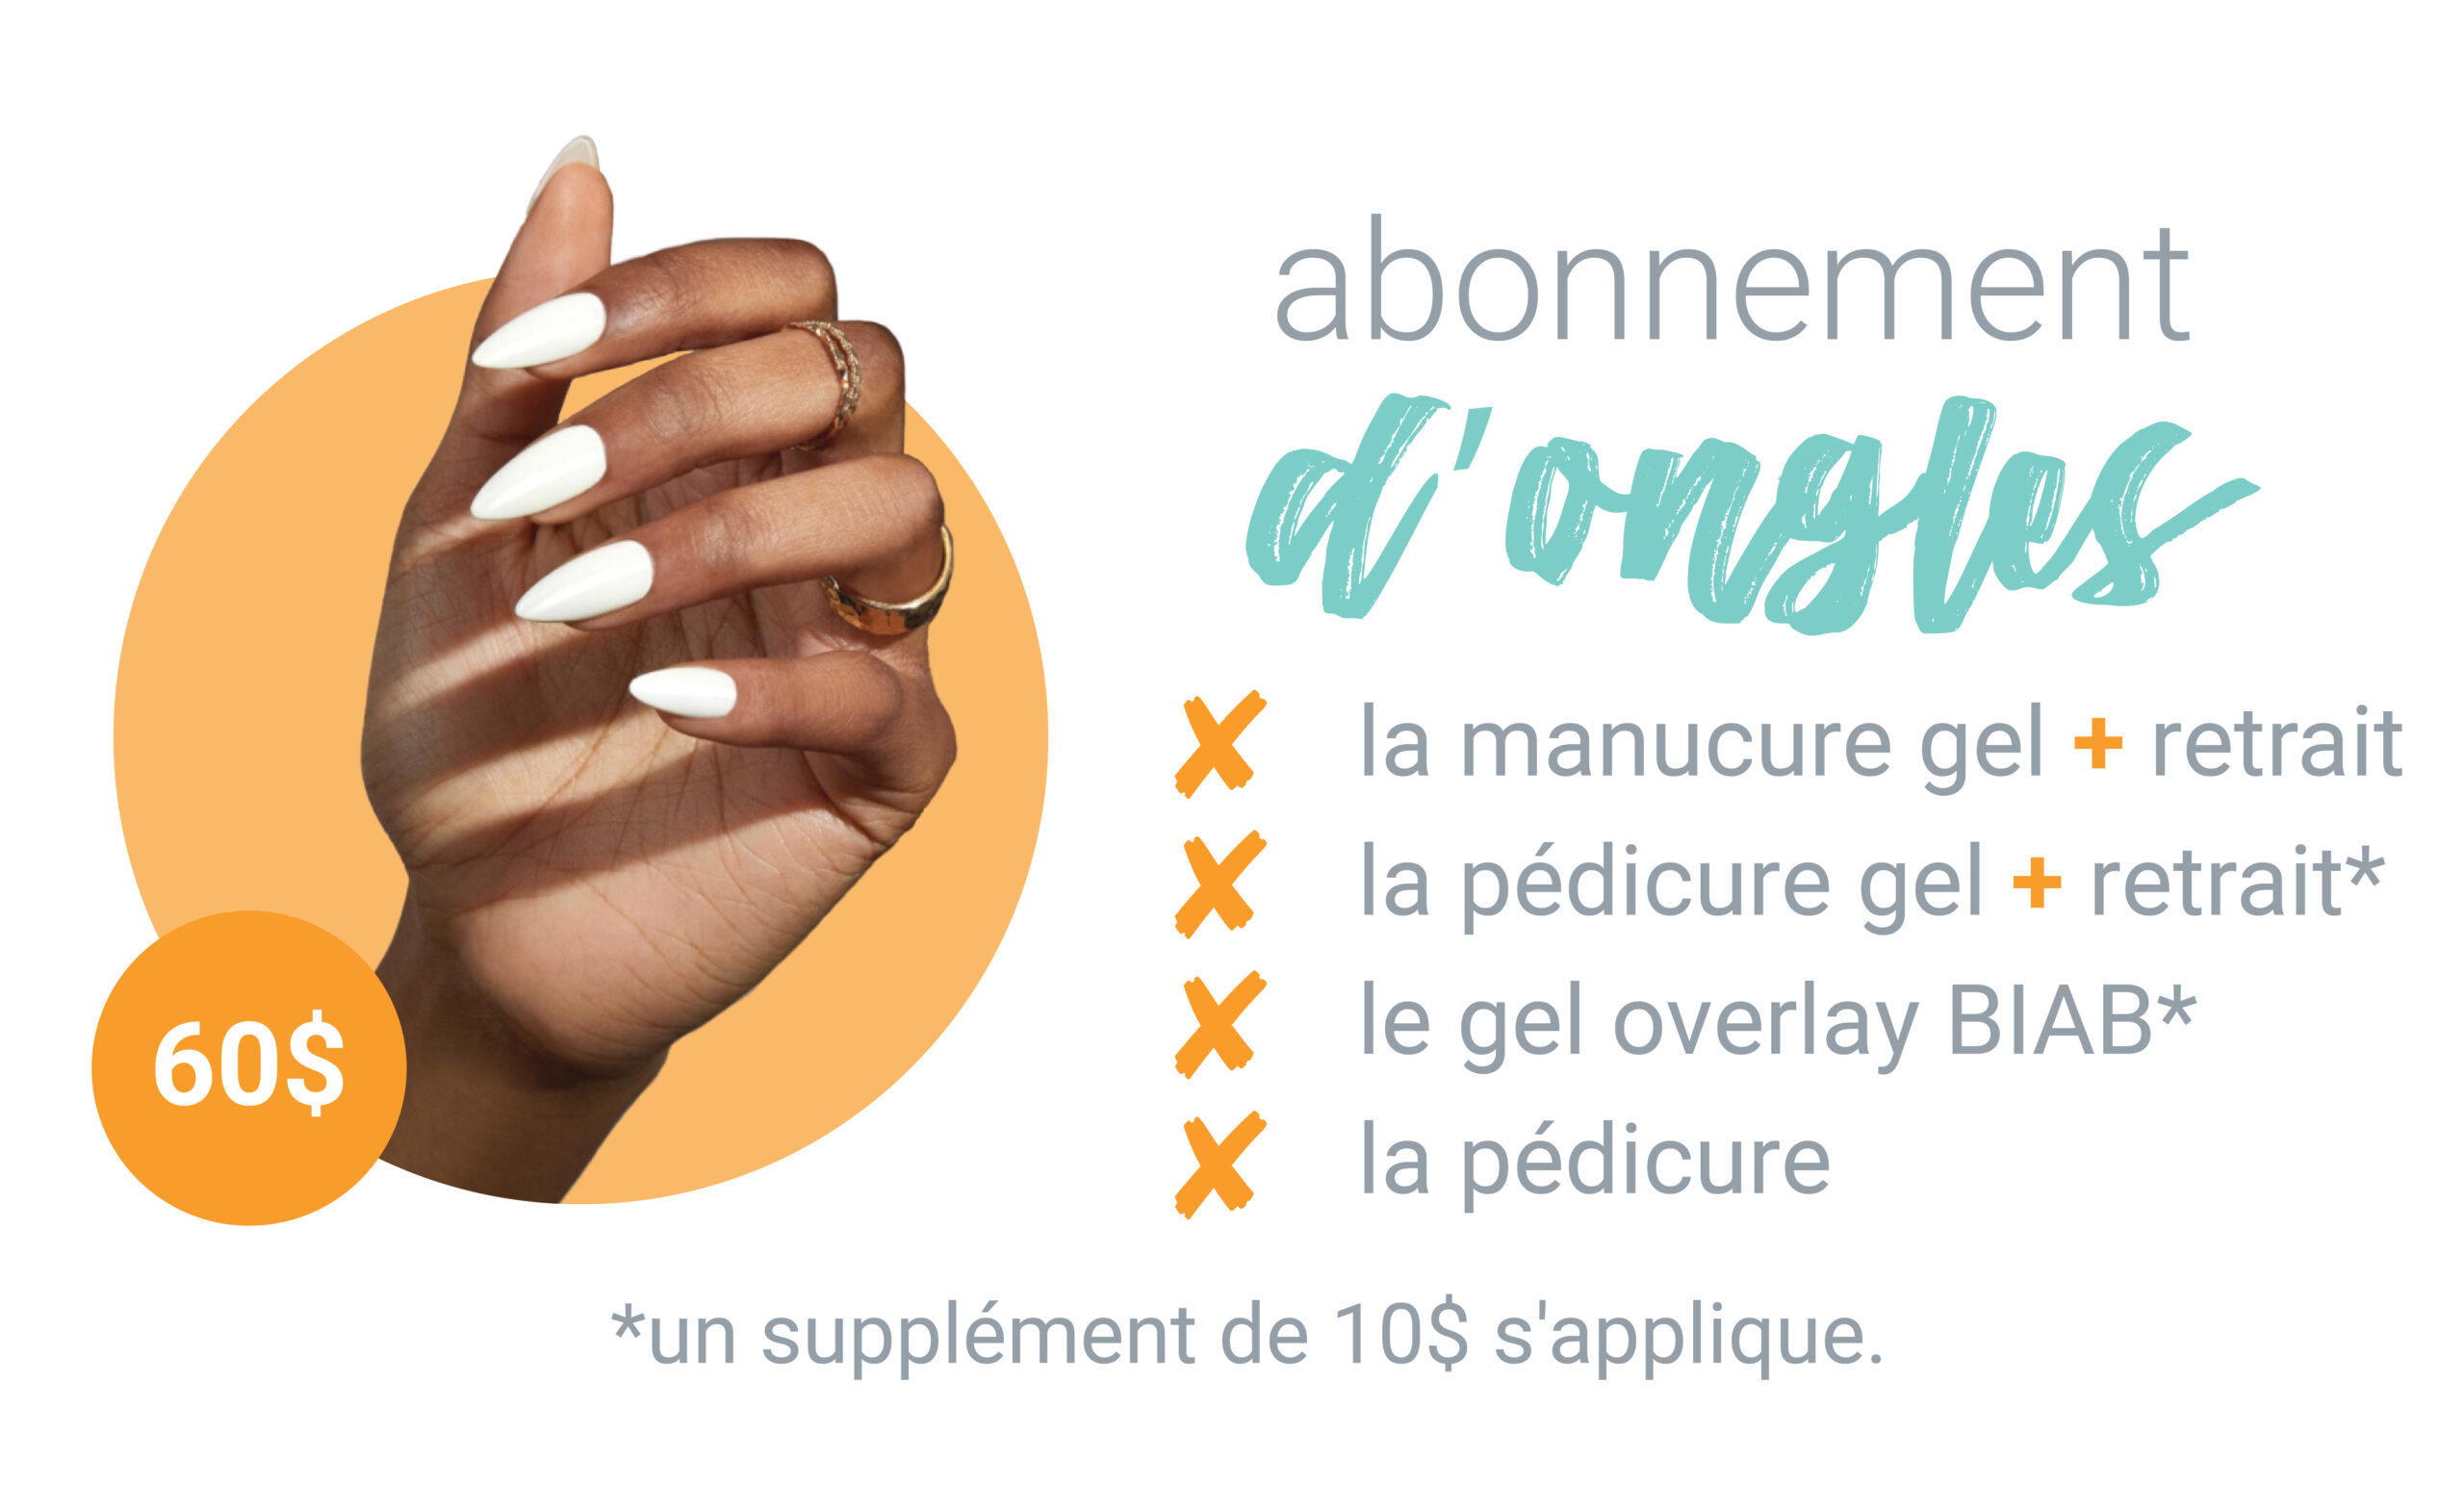 abonnement
d'ongles
la manucure gel + retrait
la pédicure gel + retrait*
le gel overlay BIAB*
la pédicure
60$
*un supplément de 10$ s'applique.